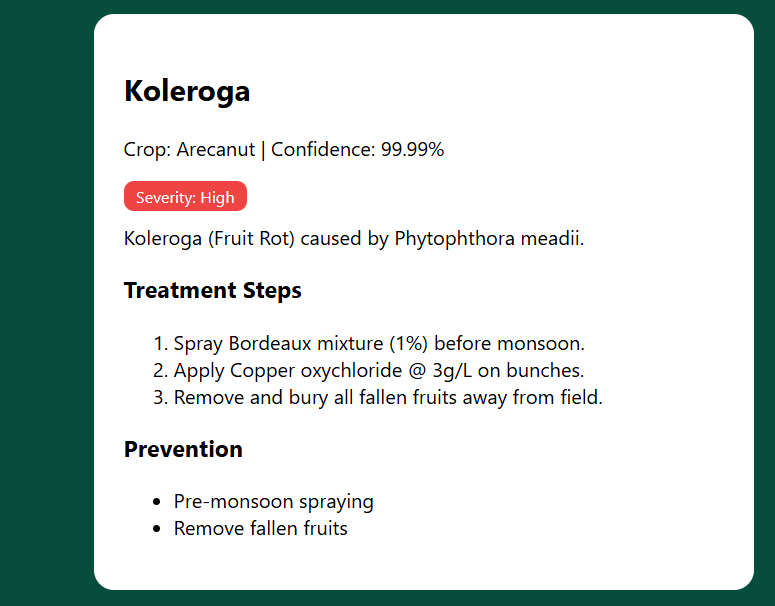 Koleroga
Crop: Arecanut | Confidence: 99.99%
Severity: High
Koleroga (Fruit Rot) caused by Phytophthora meadii.
Treatment Steps
1. Spray Bordeaux mixture (1%) before monsoon.
2. Apply Copper oxychloride @ 3g/L on bunches.
3. Remove and bury all fallen fruits away from field.
Prevention
• Pre-monsoon spraying
• Remove fallen fruits